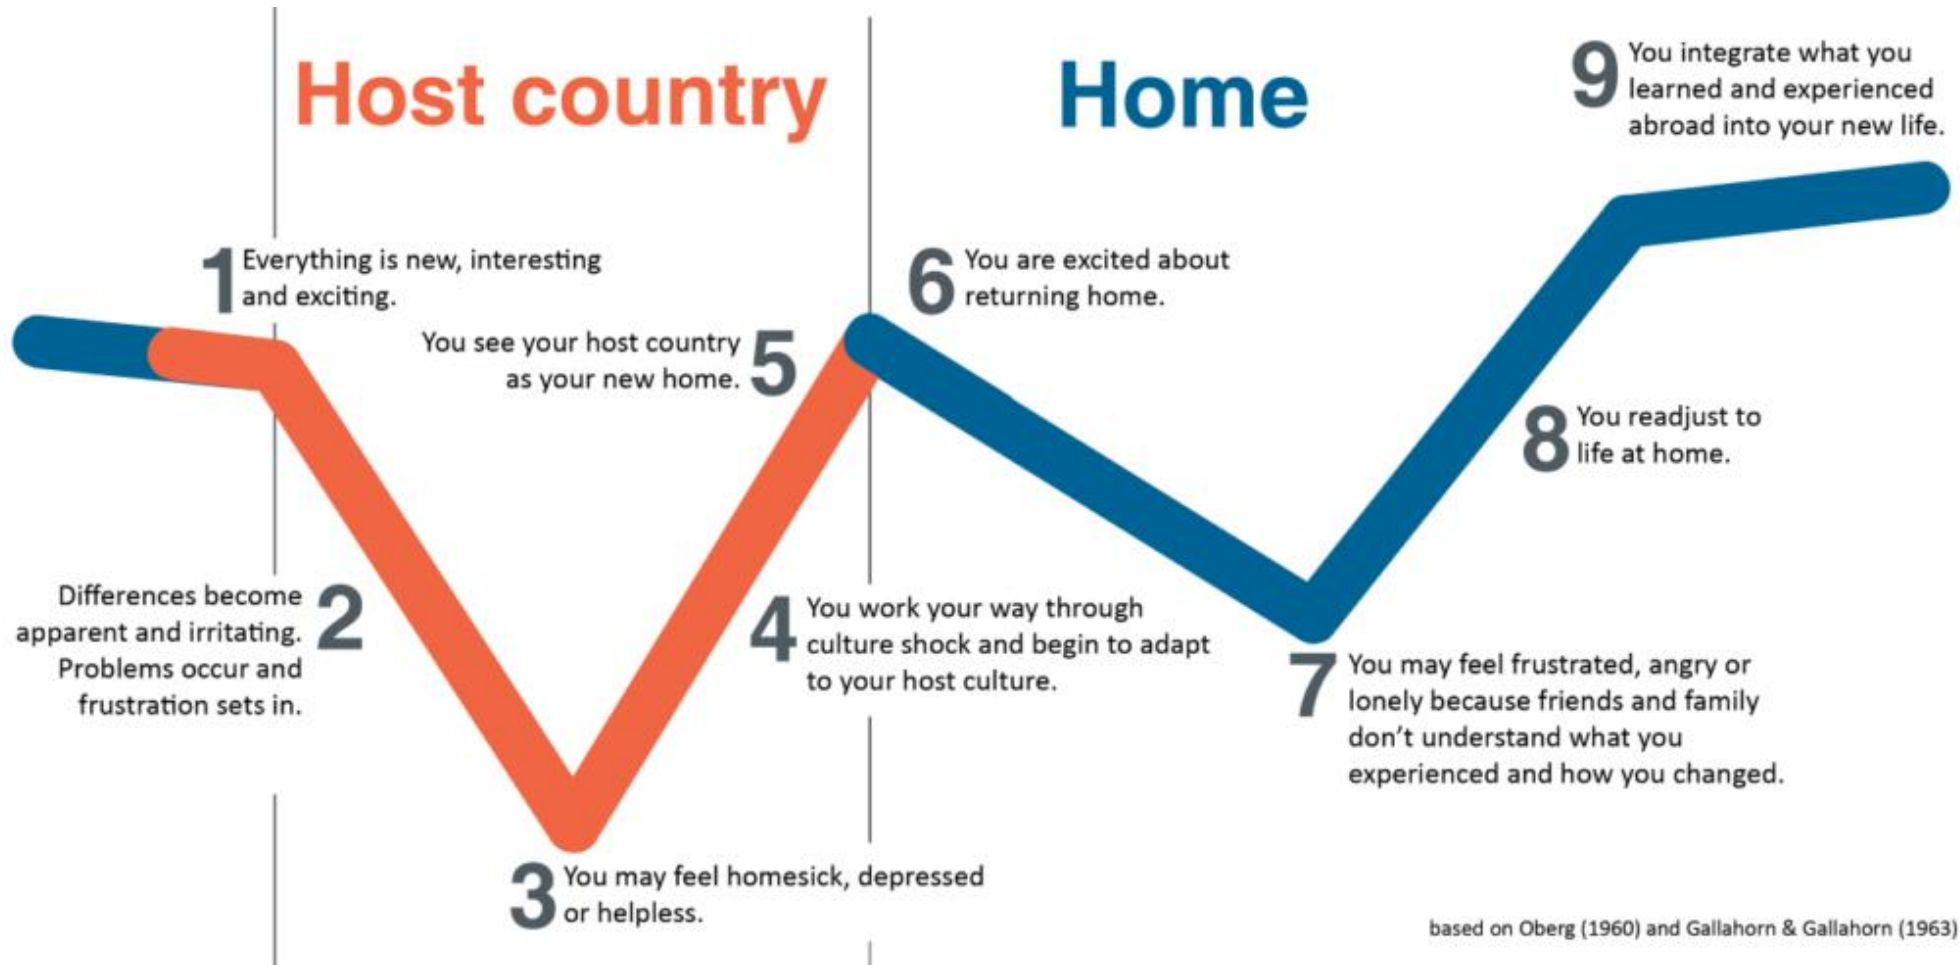 Host country
Home
1
Everything is new, interesting
and exciting.
Differences become
apparent and irritating.
Problems occur and
frustration sets in.
2
3
You may feel homesick, depressed
or helpless.
4
You work your way through
culture shock and begin to adapt
to your host culture.
You see your host country
as your new home.
5
6
You are excited about
returning home.
7
You may feel frustrated, angry or
lonely because friends and family
don’t understand what you
experienced and how you changed.
8
You readjust to
life at home.
9
You integrate what you
learned and experienced
abroad into your new life.
based on Oberg (1960) and Gallahorn & Gallahorn (1963)